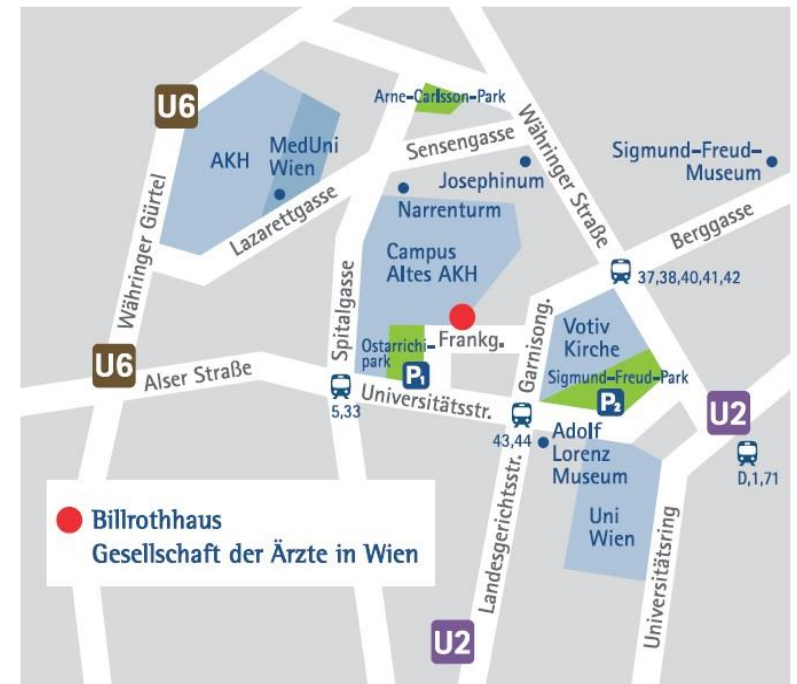 U6
Arne-Carlsson-Park
AKH
MedUni
Wien
Sensengasse
Währinger Straße
Sigmund-Freud-
Museum
Josephinum
Narrenturm
Lazarettgasse
Währinger Gürtel
Berggasse
Campus
Altes AKH
37,38,40,41,42
Spitalgasse
Garnisong.
Votiv
Kirche
Frankg.
Ostarrichi-
park
U6
Alser Straße
P1
Sigmund-Freud-Park
P2
U2
5,33
Universitätsstr.
43,44
Adolf
Lorenz
Museum
D,1,71
Uni
Wien
Landesgerichtsstr.
Universitätsring
Billrothhaus
Gesellschaft der Ärzte in Wien
U2